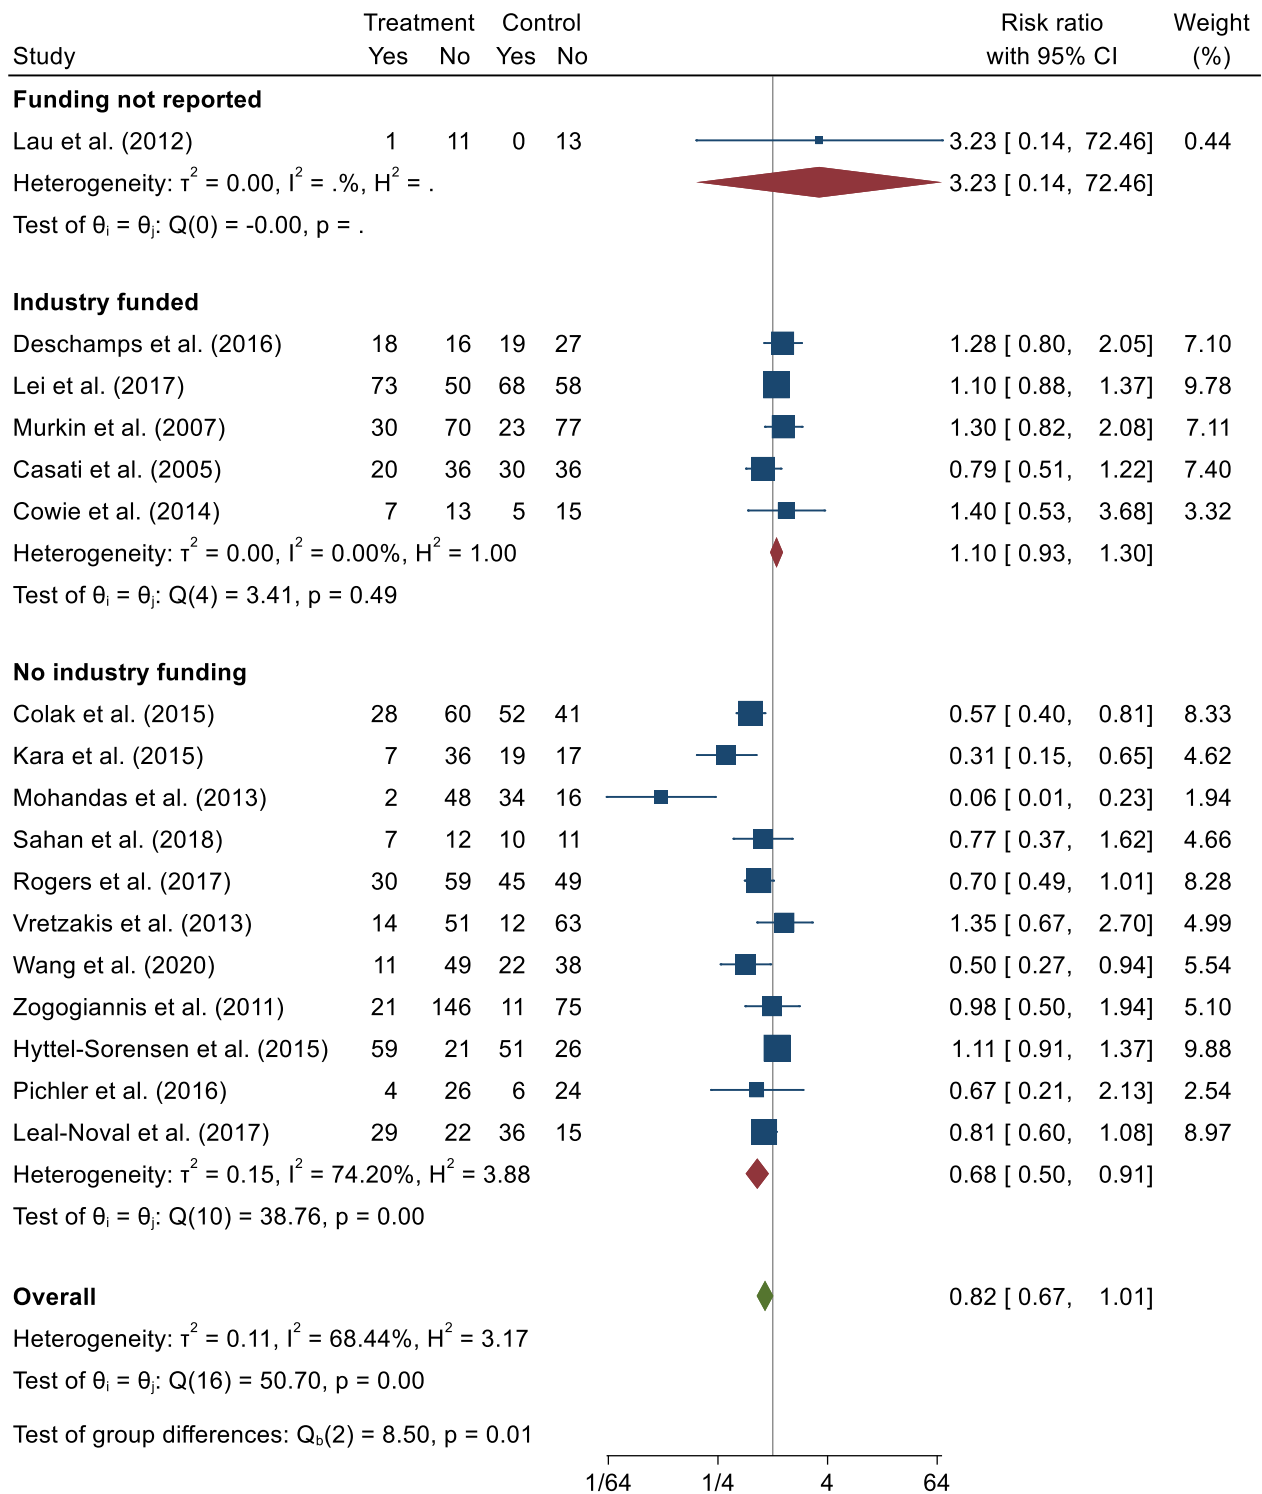 Treatment Control Risk ratio Weight
Study Yes No Yes No with 95% CI (%)
Funding not reported
Lau et al. (2012) 1 11 0 13 3.23 [ 0.14, 72.46] 0.44
Heterogeneity: τ² = 0.00, I² = .%, H² = . 3.23 [ 0.14, 72.46]
Test of θᵢ = θⱼ: Q(0) = -0.00, p = .
Industry funded
Deschamps et al. (2016) 18 16 19 27 1.28 [ 0.80, 2.05] 7.10
Lei et al. (2017) 73 50 68 58 1.10 [ 0.88, 1.37] 9.78
Murkin et al. (2007) 30 70 23 77 1.30 [ 0.82, 2.08] 7.11
Casati et al. (2005) 20 36 30 36 0.79 [ 0.51, 1.22] 7.40
Cowie et al. (2014) 7 13 5 15 1.40 [ 0.53, 3.68] 3.32
Heterogeneity: τ² = 0.00, I² = 0.00%, H² = 1.00 1.10 [ 0.93, 1.30]
Test of θᵢ = θⱼ: Q(4) = 3.41, p = 0.49
No industry funding
Colak et al. (2015) 28 60 52 41 0.57 [ 0.40, 0.81] 8.33
Kara et al. (2015) 7 36 19 17 0.31 [ 0.15, 0.65] 4.62
Mohandas et al. (2013) 2 48 34 16 0.06 [ 0.01, 0.23] 1.94
Sahan et al. (2018) 7 12 10 11 0.77 [ 0.37, 1.62] 4.66
Rogers et al. (2017) 30 59 45 49 0.70 [ 0.49, 1.01] 8.28
Vretzakis et al. (2013) 14 51 12 63 1.35 [ 0.67, 2.70] 4.99
Wang et al. (2020) 11 49 22 38 0.50 [ 0.27, 0.94] 5.54
Zogogiannis et al. (2011) 21 146 11 75 0.98 [ 0.50, 1.94] 5.10
Hyttel-Sorensen et al. (2015) 59 21 51 26 1.11 [ 0.91, 1.37] 9.88
Pichler et al. (2016) 4 26 6 24 0.67 [ 0.21, 2.13] 2.54
Leal-Noval et al. (2017) 29 22 36 15 0.81 [ 0.60, 1.08] 8.97
Heterogeneity: τ² = 0.15, I² = 74.20%, H² = 3.88 0.68 [ 0.50, 0.91]
Test of θᵢ = θⱼ: Q(10) = 38.76, p = 0.00
Overall 0.82 [ 0.67, 1.01]
Heterogeneity: τ² = 0.11, I² = 68.44%, H² = 3.17
Test of θᵢ = θⱼ: Q(16) = 50.70, p = 0.00
Test of group differences: Q_b(2) = 8.50, p = 0.01
1/64 1/4 4 64